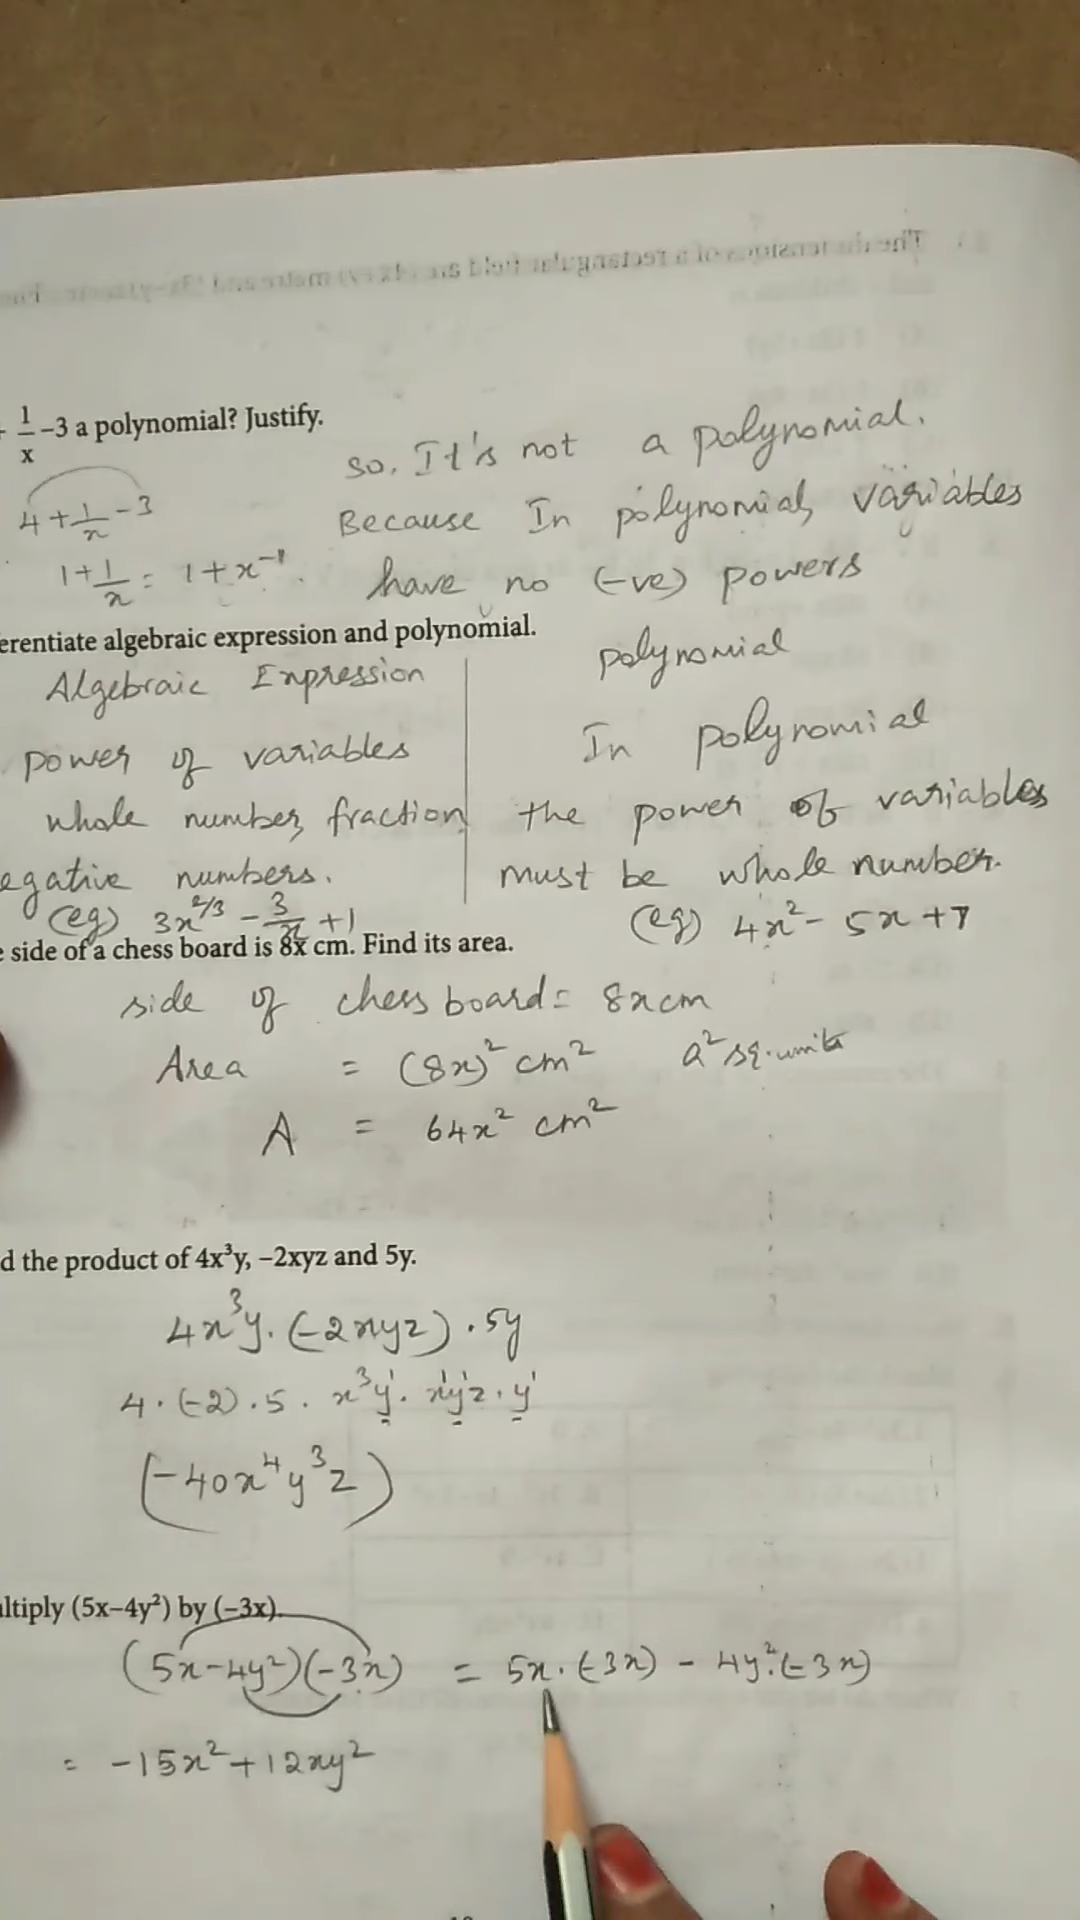 1/x –3 a polynomial? Justify.
so, It's not a polynomial.
4 + 1/x - 3
Because In polynomial, variables
1 + 1/x = 1 + x⁻¹.
have no (-ve) powers
erentiate algebraic expression and polynomial.
Algebraic Expression
polynomial
power of variables
In polynomial
whole number, fraction
the power of variables
egative numbers.
must be whole number.
(eg) 3x^2/3 - 3/x + 1
(eg) 4x² - 5x + 7
e side of a chess board is 8x cm. Find its area.
side of chess board = 8x cm
Area = (8x)² cm² a² sq. units
A = 64x² cm²
d the product of 4x³y, –2xyz and 5y.
4x³y . (-2xyz) . 5y
4 . (-2) . 5 . x³y¹ . x¹y¹z . y¹
(-40x⁴y³z)
ultiply (5x–4y²) by (–3x).
(5x-4y²)(-3x) = 5x . (-3x) - 4y² . (-3x)
= -15x² + 12xy²